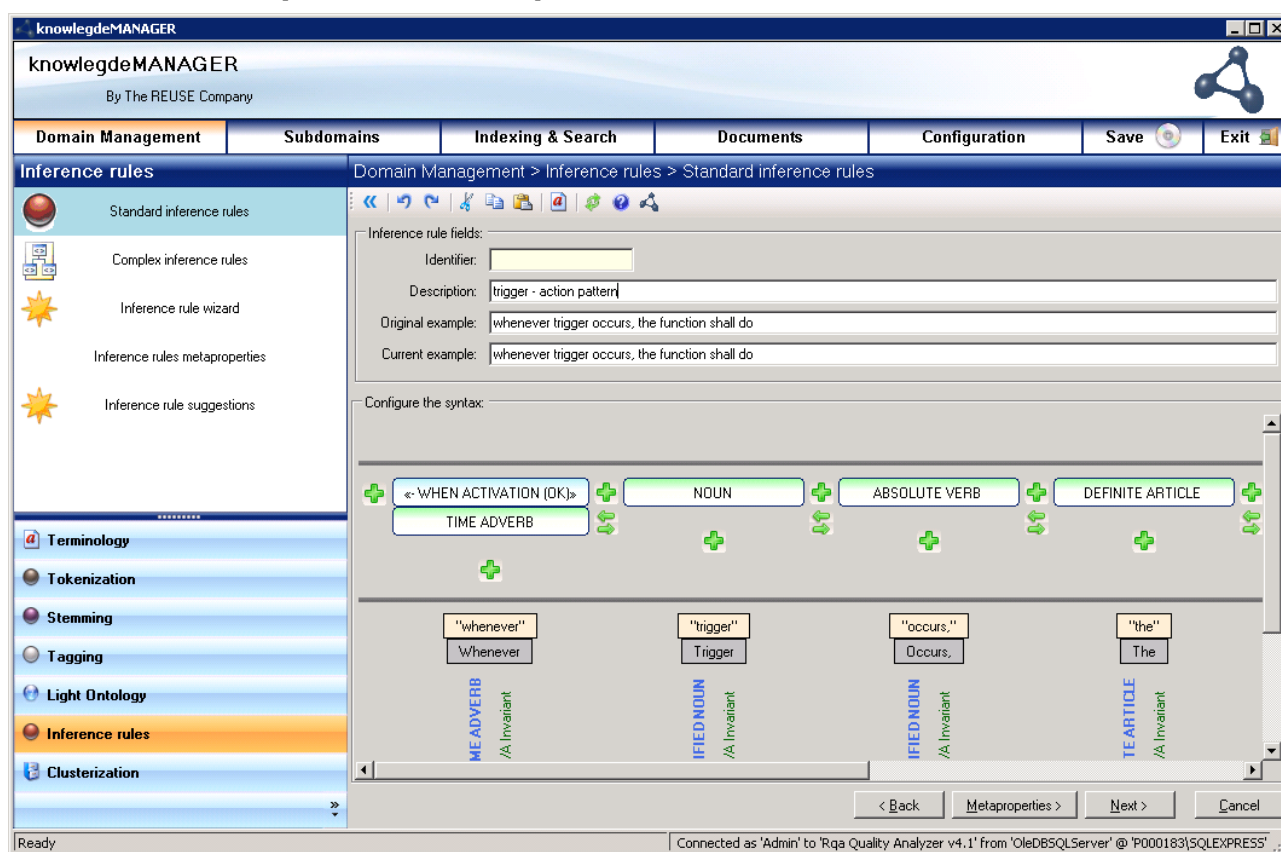 knowlegdeMANAGER
knowlegdeMANAGER
By The REUSE Company
Domain Management Subdomains Indexing & Search Documents Configuration Save Exit
Inference rules
Domain Management > Inference rules > Standard inference rules
Standard inference rules
Complex inference rules
Inference rule wizard
Inference rules metaproperties
Inference rule suggestions
Inference rule fields:
Identifier:
Description: trigger - action pattern
Original example: whenever trigger occurs, the function shall do
Current example: whenever trigger occurs, the function shall do
Configure the syntax:
«- WHEN ACTIVATION (OK)» NOUN ABSOLUTE VERB DEFINITE ARTICLE
TIME ADVERB
"whenever" "trigger" "occurs," "the"
Whenever Trigger Occurs, The
ME ADVERB
/A Invariant
IFIED NOUN
/A Invariant
IFIED NOUN
/A Invariant
TE ARTICLE
/A Invariant
Terminology
Tokenization
Stemming
Tagging
Light Ontology
Inference rules
Clusterization
< Back Metaproperties > Next > Cancel
Ready
Connected as 'Admin' to 'Rqa Quality Analyzer v4.1' from 'OleDBSQLServer' @ 'P000183\SQLEXPRESS'